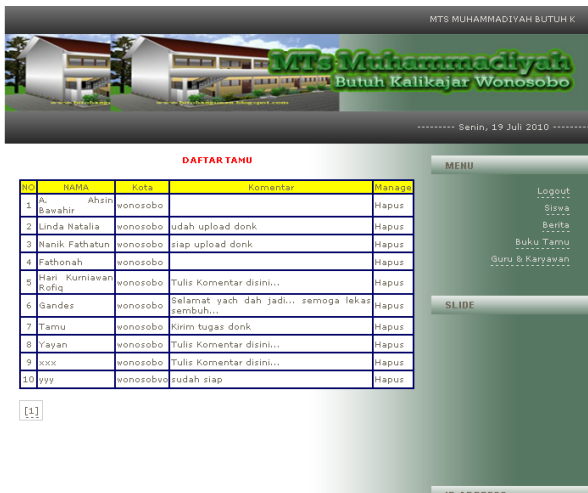 MTS MUHAMMADIYAH BUTUH K
MTs Muhammadiyah
Butuh Kalikajar Wonosobo
--------- Senin, 19 Juli 2010 ---------
DAFTAR TAMU
NO NAMA Kota Komentar Manage
1 A. Ahsin Bawahir wonosobo Hapus
2 Linda Natalia wonosobo udah upload donk Hapus
3 Nanik Fathatun wonosobo siap upload donk Hapus
4 Fathonah wonosobo Hapus
5 Hari Kurniawan Rofiq wonosobo Tulis Komentar disini... Hapus
6 Gandes wonosobo Selamat yach dah jadi... semoga lekas sembuh... Hapus
7 Tamu wonosobo Kirim tugas donk Hapus
8 Yayan wonosobo Tulis Komentar disini... Hapus
9 xxx wonosobo Tulis Komentar disini... Hapus
10 yyy wonosobvo sudah siap Hapus
[1]
MENU
Logout
Siswa
Berita
Buku Tamu
Guru & Karyawan
SLIDE